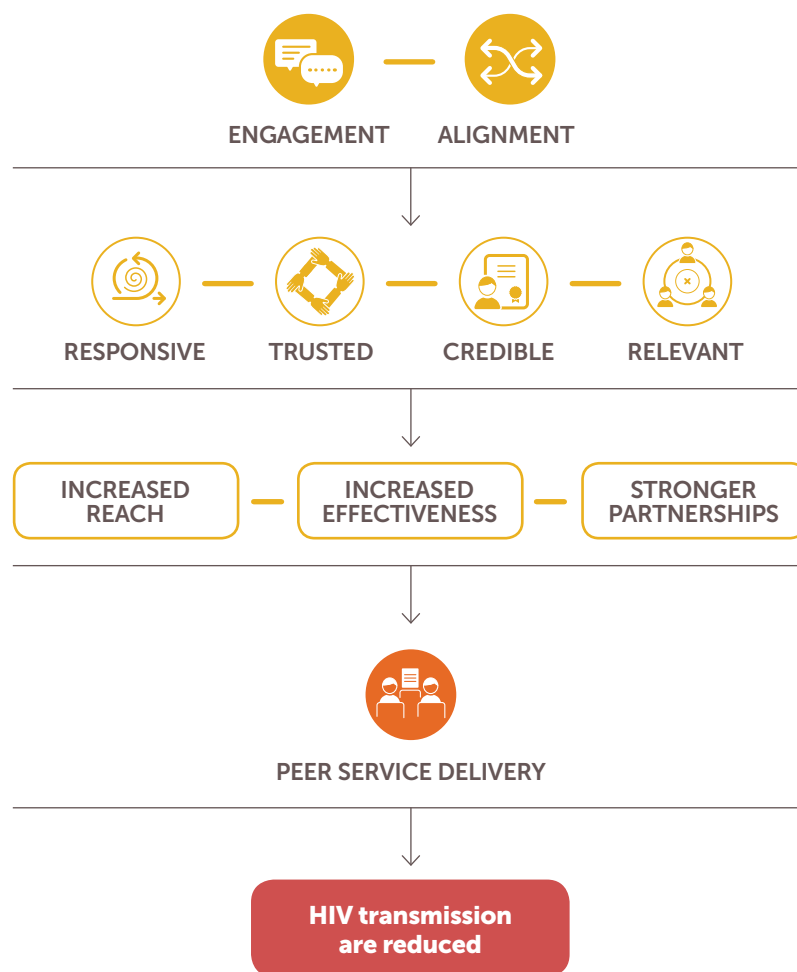 ENGAGEMENT ALIGNMENT
RESPONSIVE TRUSTED CREDIBLE RELEVANT
INCREASED
REACH
INCREASED
EFFECTIVENESS
STRONGER
PARTNERSHIPS
PEER SERVICE DELIVERY
HIV transmission
are reduced